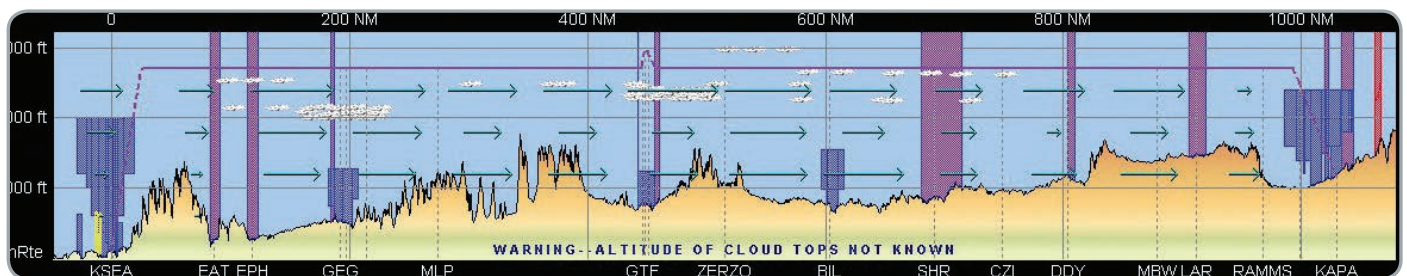 0 200 NM 400 NM 600 NM 800 NM 1000 NM
000 ft
000 ft
000 ft
WARNING--ALTITUDE OF CLOUD TOPS NOT KNOWN
nRte
KSEA EAT EPH GEG MLP GTF ZERZO BIL SHR CZI DDY MBW LAR RAMMS KAPA